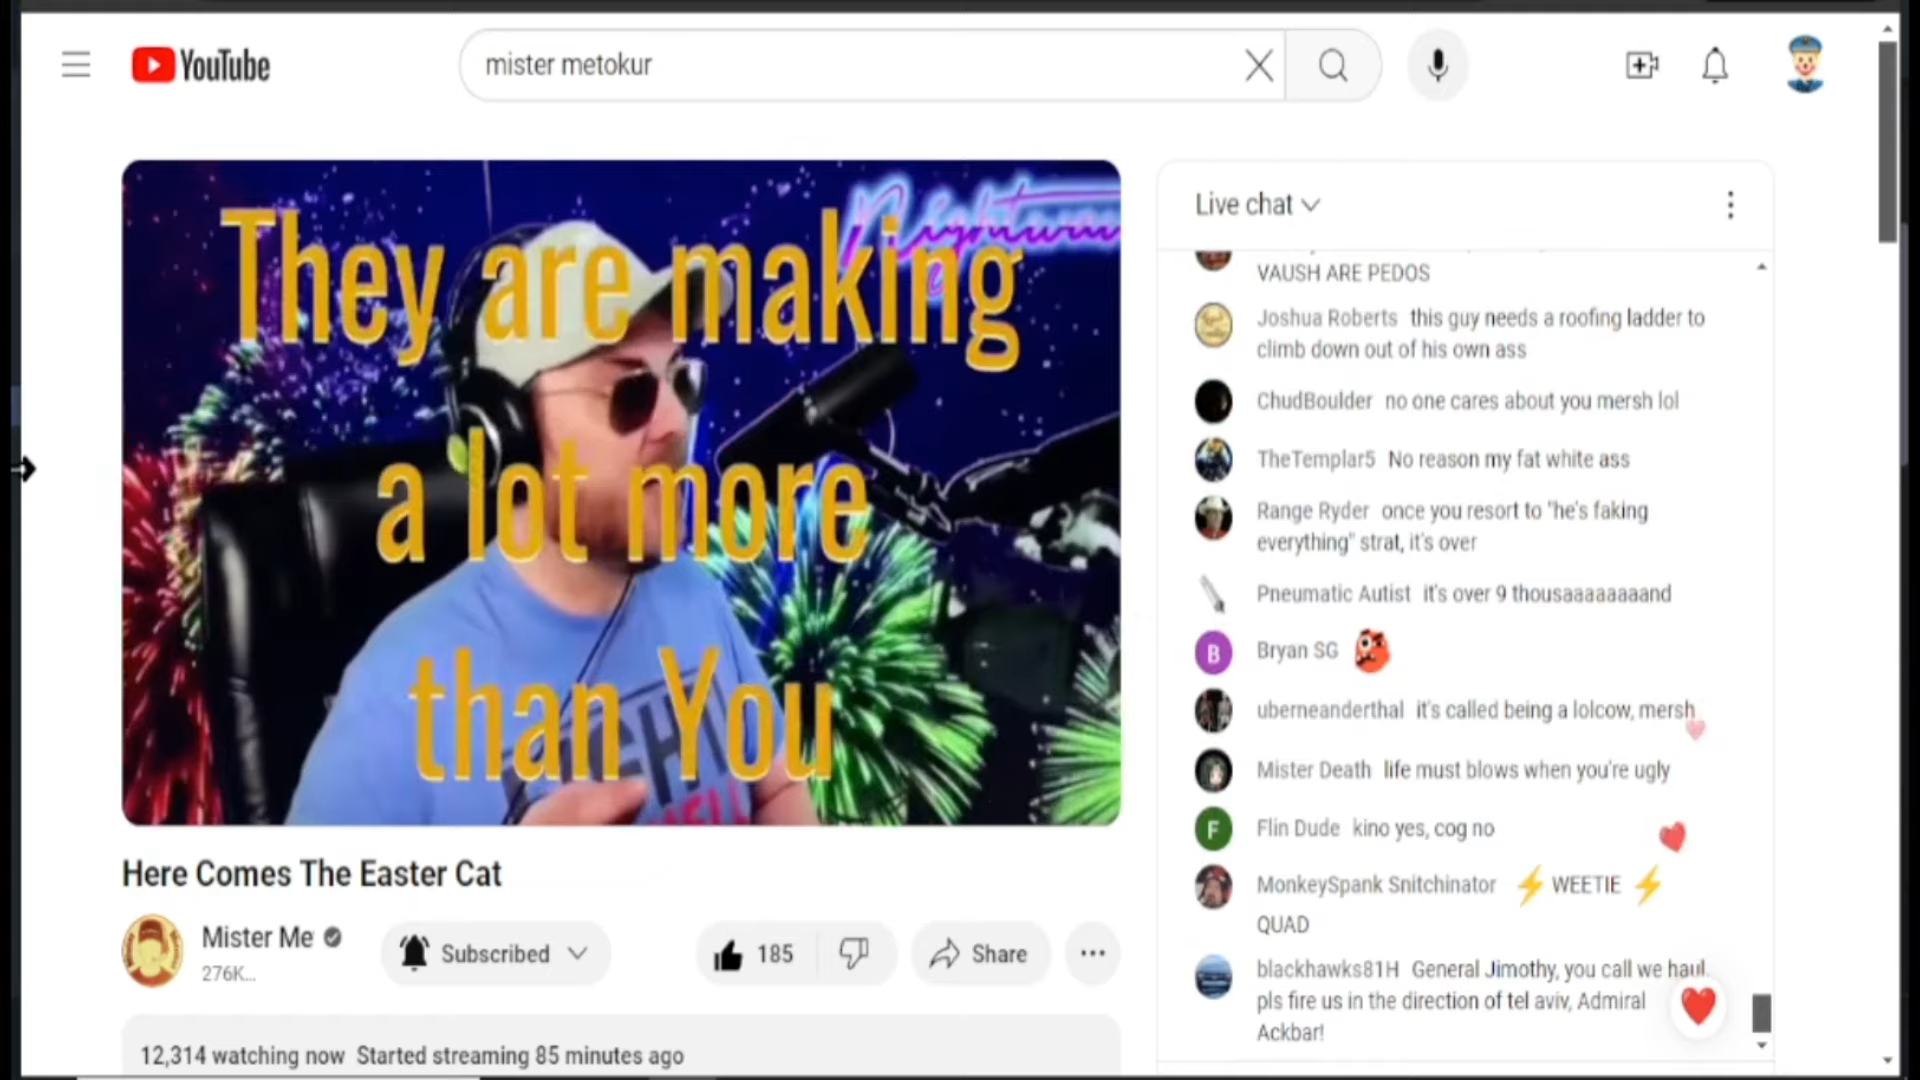 YouTube
mister metokur
They are making
a lot more
than You
Here Comes The Easter Cat
Mister Me
276K...
Subscribed
185
Share
12,314 watching now Started streaming 85 minutes ago
Live chat
VAUSH ARE PEDOS
Joshua Roberts this guy needs a roofing ladder to
climb down out of his own ass
ChudBoulder no one cares about you mersh lol
TheTemplar5 No reason my fat white ass
Range Ryder once you resort to "he's faking
everything" strat, it's over
Pneumatic Autist it's over 9 thousaaaaaaaand
B
Bryan SG
uberneanderthal it's called being a lolcow, mersh
Mister Death life must blows when you're ugly
F
Flin Dude kino yes, cog no
MonkeySpank Snitchinator ⚡ WEETIE ⚡
QUAD
blackhawks81H General Jimothy, you call we haul.
pls fire us in the direction of tel aviv, Admiral
Ackbar!